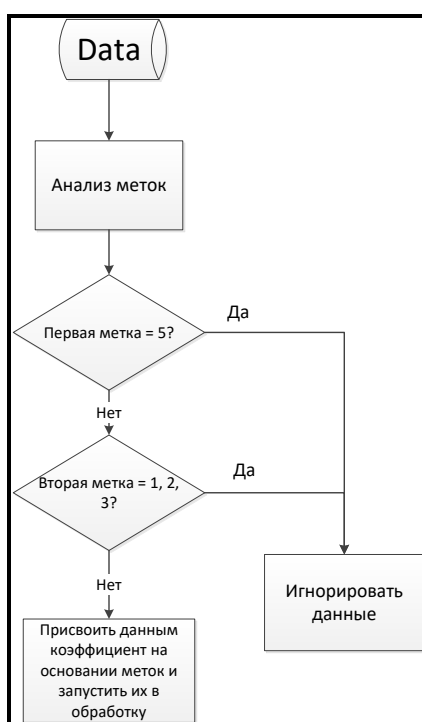 Data
Анализ меток
Первая метка = 5?
Да
Нет
Вторая метка = 1, 2,
3?
Да
Нет
Игнорировать
данные
Присвоить данным
коэффициент на
основании меток и
запустить их в
обработку